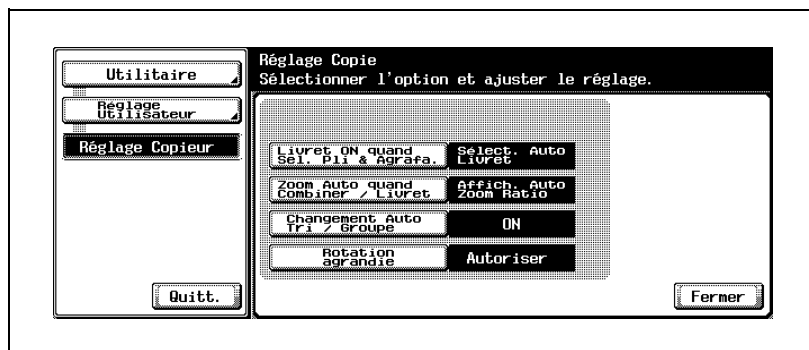 Réglage Copie
Sélectionner l'option et ajuster le réglage.
Utilitaire
Réglage
Utilisateur
Réglage Copieur
Livret ON quand
Sel. Pli & Agrafa.
Sélect. Auto
Livret
Zoom Auto quand
Combiner / Livret
Affich. Auto
Zoom Ratio
Changement Auto
Tri / Groupe
ON
Rotation
agrandie
Autoriser
Quitt.
Fermer